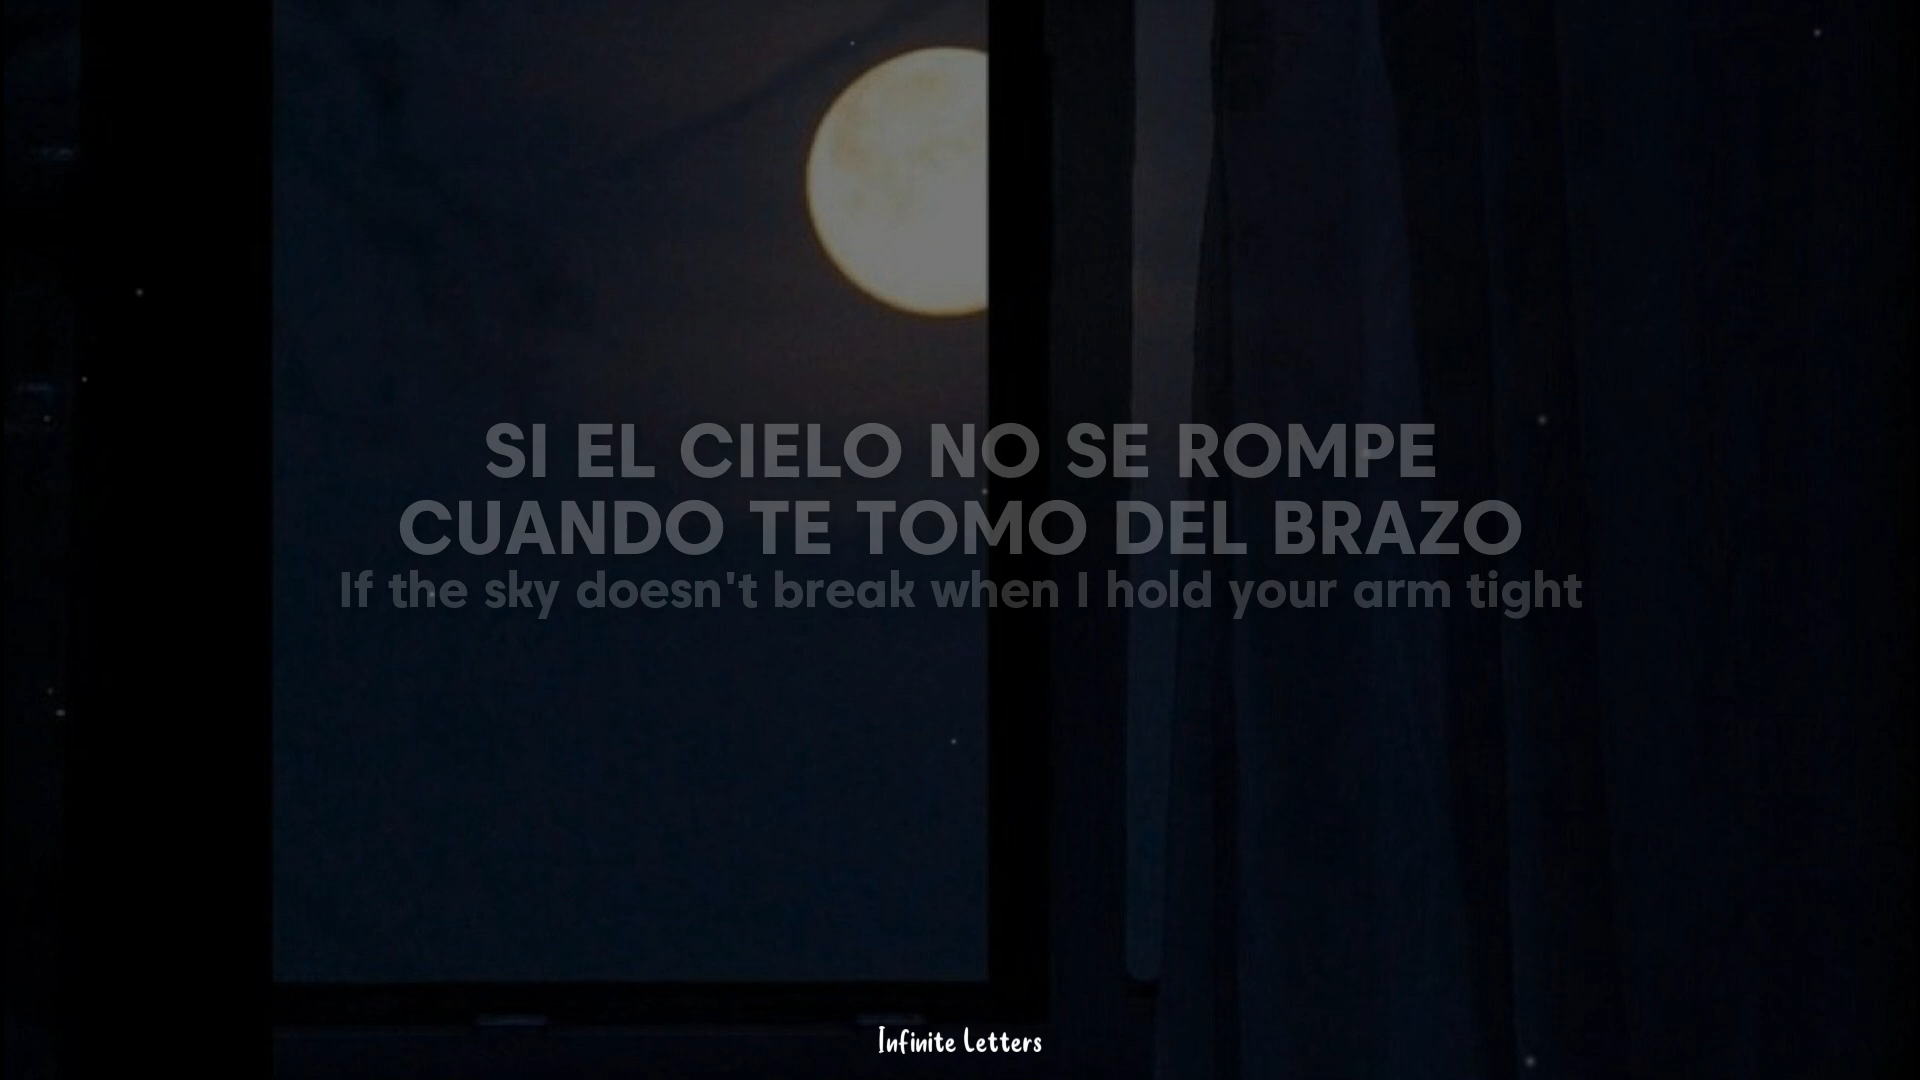 SI EL CIELO NO SE ROMPE
CUANDO TE TOMO DEL BRAZO
If the sky doesn't break when I hold your arm tight
Infinite Letters